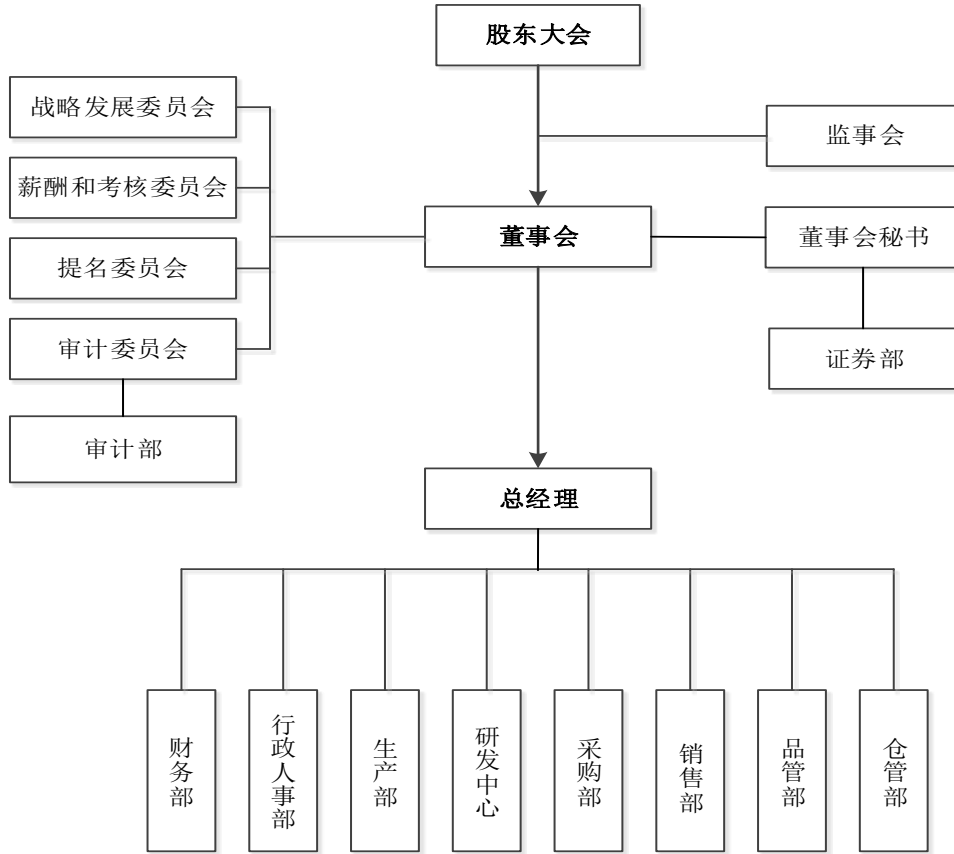 股东大会
战略发展委员会
监事会
薪酬和考核委员会
董事会
董事会秘书
提名委员会
审计委员会
证券部
审计部
总经理
财务部
行政人事部
生产部
研发中心
采购部
销售部
品管部
仓管部